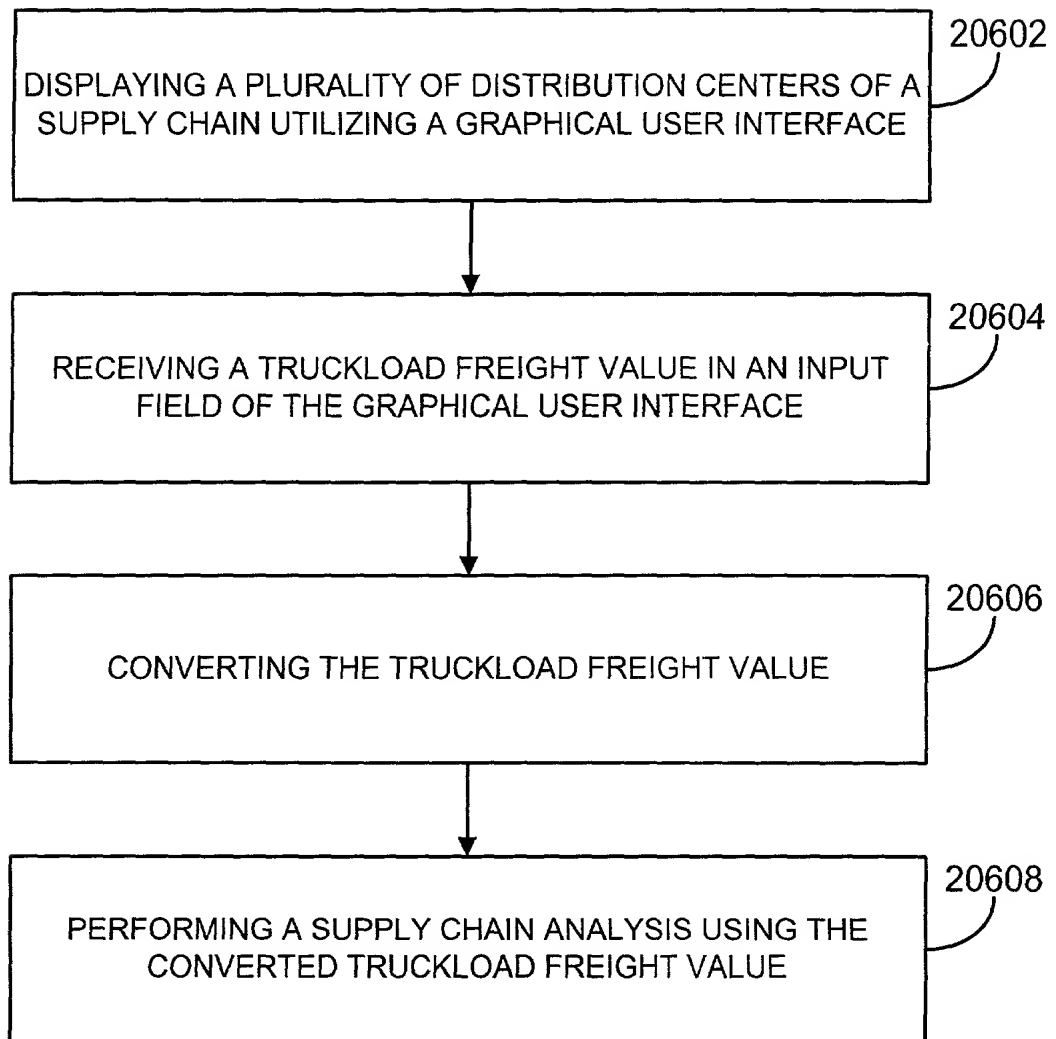 20602
DISPLAYING A PLURALITY OF DISTRIBUTION CENTERS OF A
SUPPLY CHAIN UTILIZING A GRAPHICAL USER INTERFACE
20604
RECEIVING A TRUCKLOAD FREIGHT VALUE IN AN INPUT
FIELD OF THE GRAPHICAL USER INTERFACE
20606
CONVERTING THE TRUCKLOAD FREIGHT VALUE
20608
PERFORMING A SUPPLY CHAIN ANALYSIS USING THE
CONVERTED TRUCKLOAD FREIGHT VALUE